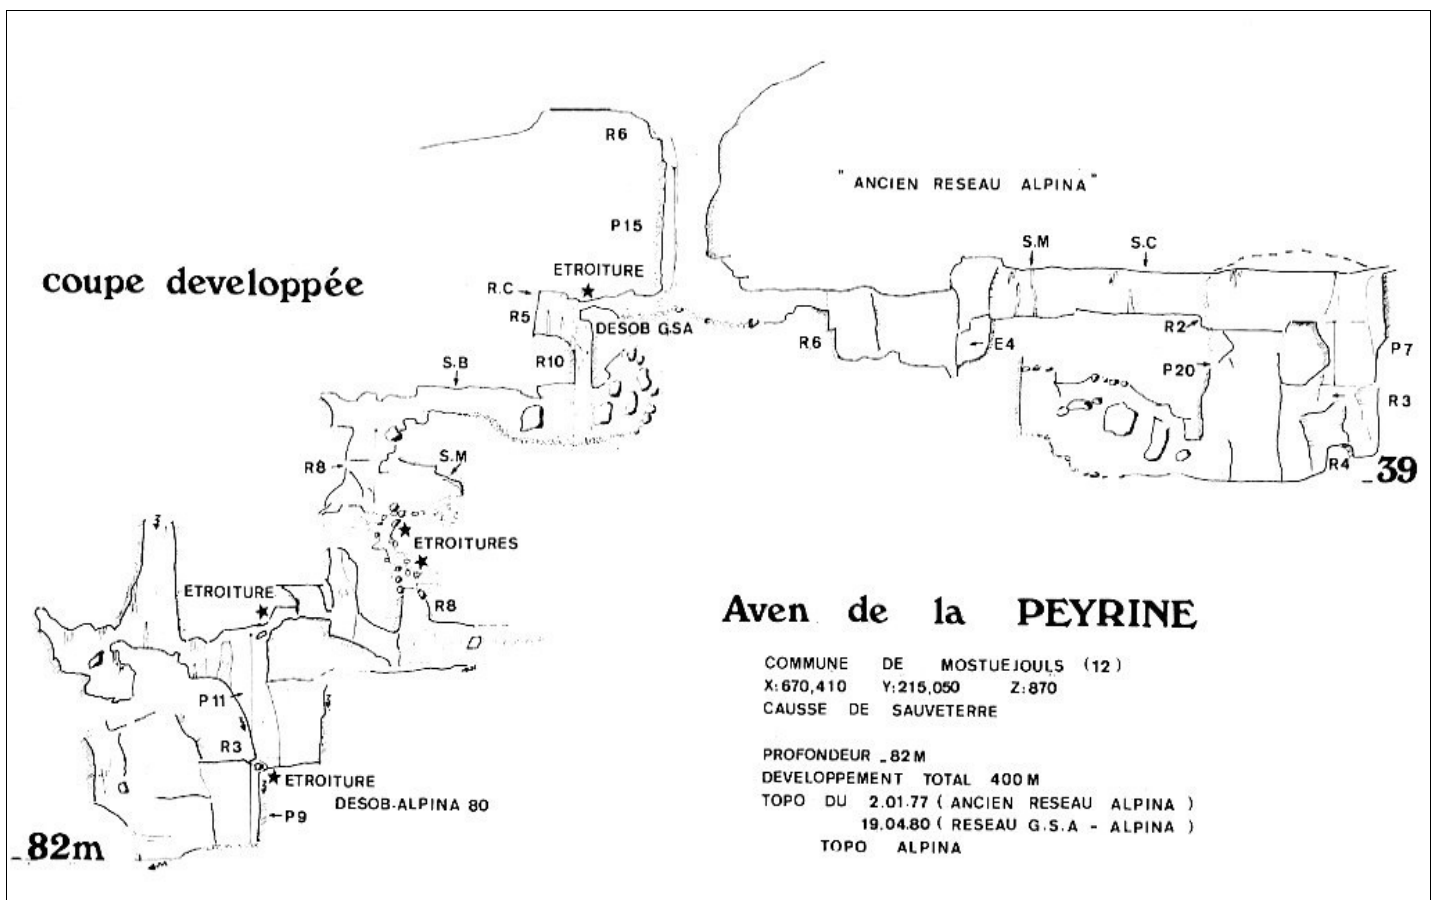 R6
"ANCIEN RESEAU ALPINA"
P15
S.M
S.C
coupe developpée
ETROITURE
R.C
R5
DESOB G.S.A
R2
R6
E4
P7
S.B
R10
P20
R3
S.M
R8
R4
_39
ETROITURES
ETROITURE
R8
Aven de la PEYRINE
COMMUNE DE MOSTUEJOULS (12)
X:670,410 Y:215,050 Z:870
CAUSSE DE SAUVETERRE
P11
R3
PROFONDEUR _82M
DEVELOPPEMENT TOTAL 400M
TOPO DU 2.01.77 (ANCIEN RESEAU ALPINA)
19.04.80 (RESEAU G.S.A - ALPINA)
TOPO ALPINA
ETROITURE
DESOB-ALPINA 80
P9
_82m